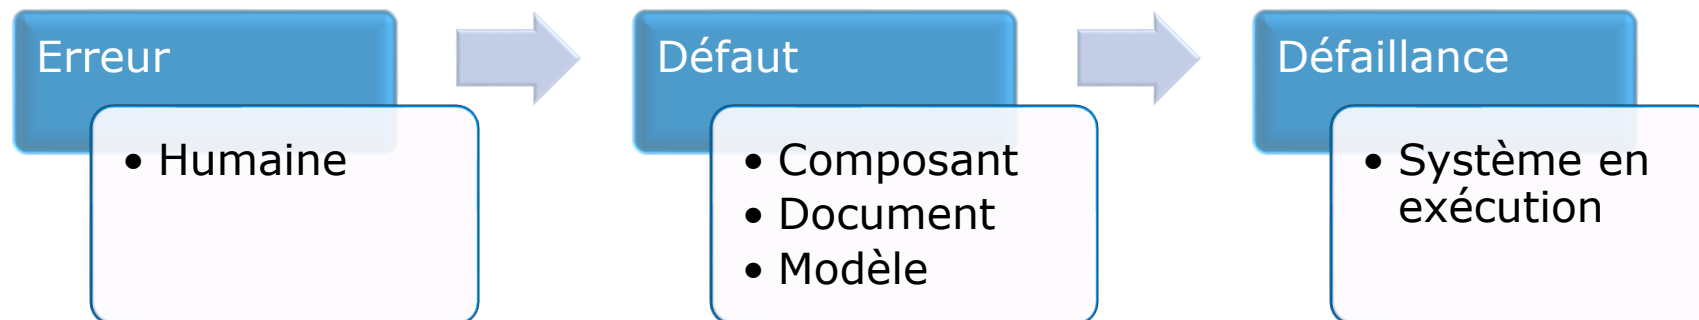 Erreur
• Humaine
Défaut
• Composant
• Document
• Modèle
Défaillance
• Système en
exécution